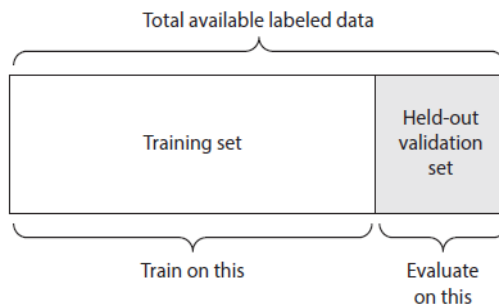 Total available labeled data
Training set
Held-out
validation
set
Train on this
Evaluate
on this